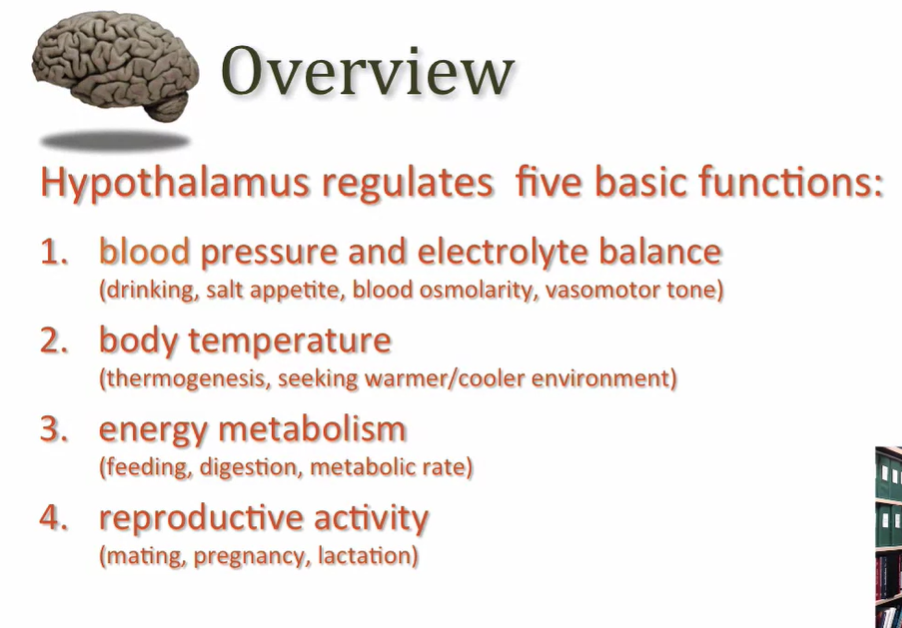 Overview
Hypothalamus regulates five basic functions:
1. blood pressure and electrolyte balance
(drinking, salt appetite, blood osmolarity, vasomotor tone)
2. body temperature
(thermogenesis, seeking warmer/cooler environment)
3. energy metabolism
(feeding, digestion, metabolic rate)
4. reproductive activity
(mating, pregnancy, lactation)